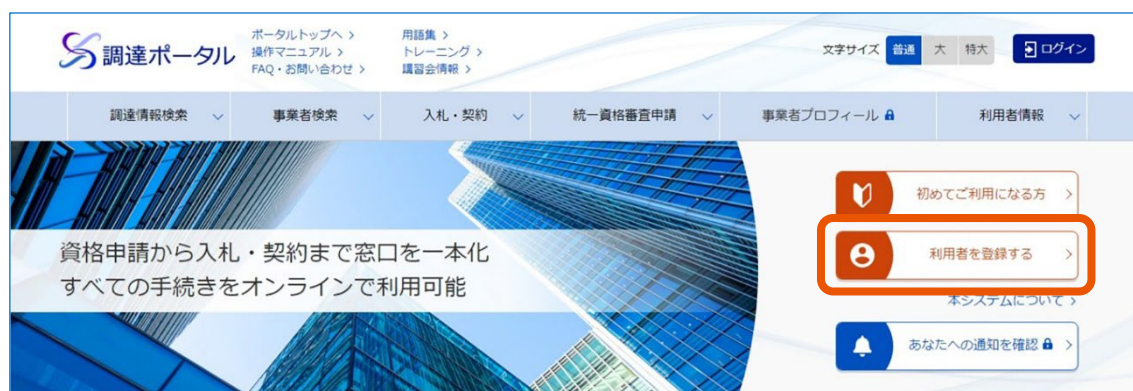 調達ポータル
ポータルトップへ >
操作マニュアル >
FAQ・お問い合わせ >
用語集 >
トレーニング >
講習会情報 >
文字サイズ 普通 大 特大
ログイン
調達情報検索
事業者検索
入札・契約
統一資格審査申請
事業者プロフィール
利用者情報
資格申請から入札・契約まで窓口を一本化
すべての手続きをオンラインで利用可能
初めてご利用になる方 >
利用者を登録する >
本システムについて >
あなたへの通知を確認 >